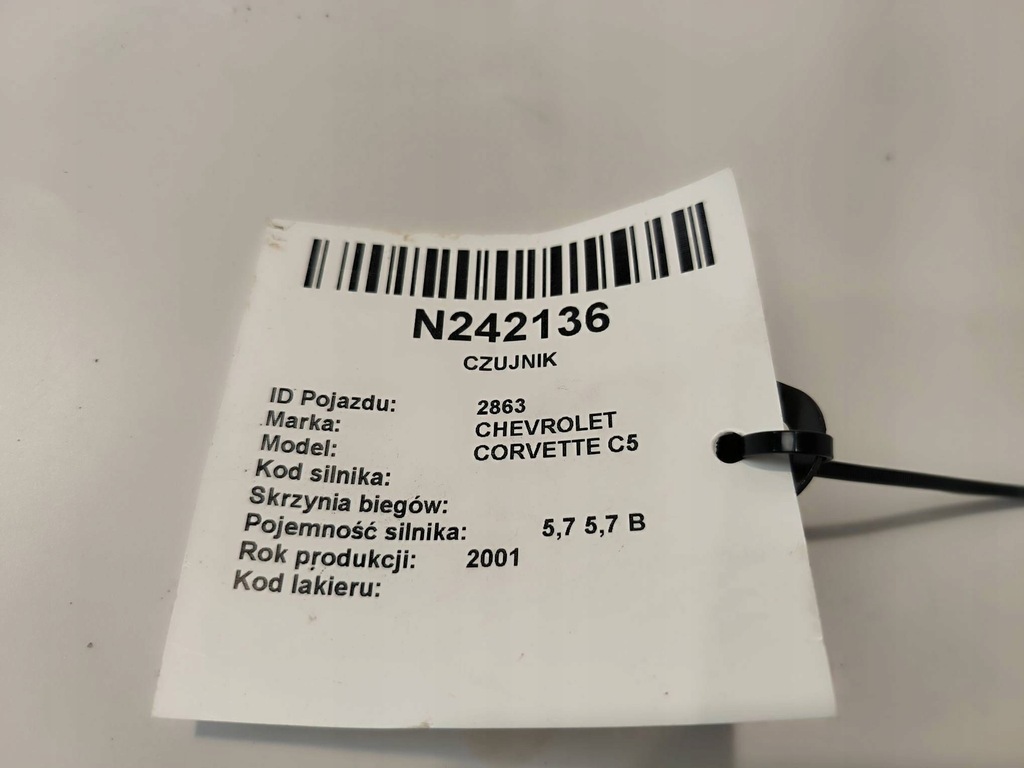 N242136
CZUJNIK
ID Pojazdu: 2863
Marka: CHEVROLET
Model: CORVETTE C5
Kod silnika:
Skrzynia biegów:
Pojemność silnika: 5,7 5,7 B
Rok produkcji: 2001
Kod lakieru: